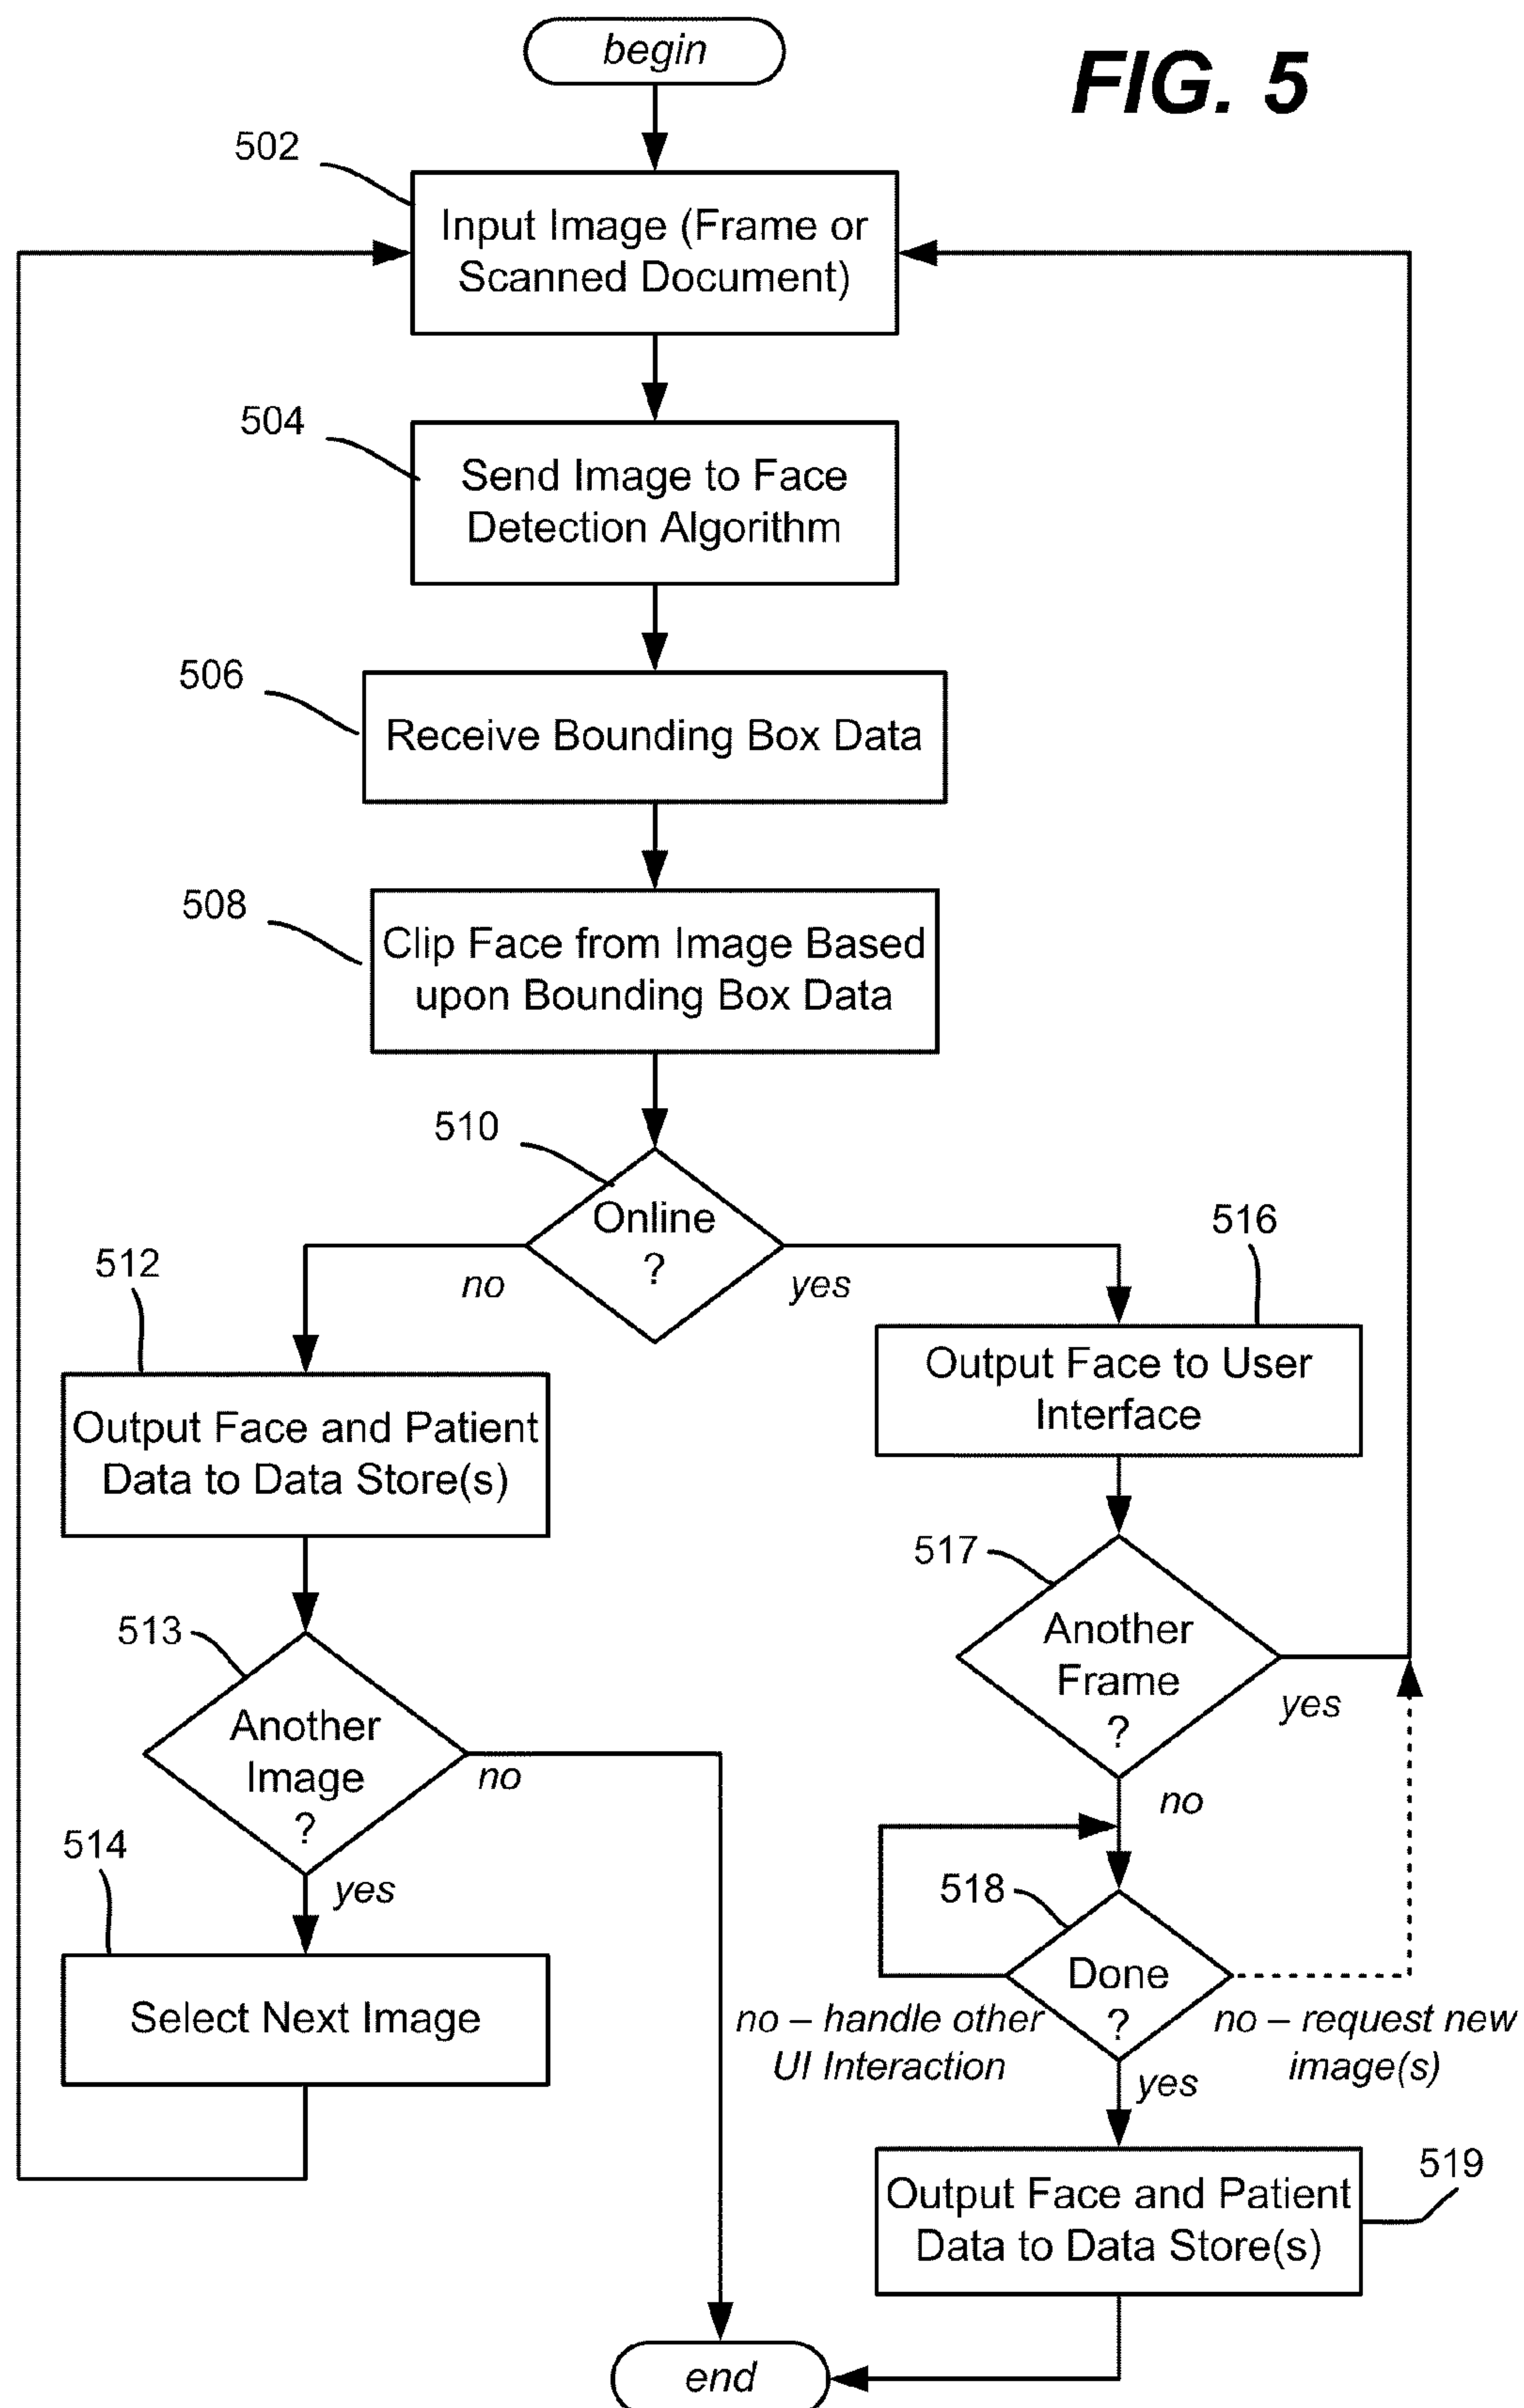 begin
FIG. 5
502
Input Image (Frame or
Scanned Document)
504
Send Image to Face
Detection Algorithm
506
Receive Bounding Box Data
508
Clip Face from Image Based
upon Bounding Box Data
510
Online
?
no
yes
512
Output Face and Patient
Data to Data Store(s)
513
Another
Image
?
no
yes
514
Select Next Image
516
Output Face to User
Interface
517
Another
Frame
?
yes
no
518
Done
?
no – handle other
UI Interaction
no – request new
image(s)
yes
Output Face and Patient
Data to Data Store(s)
519
end